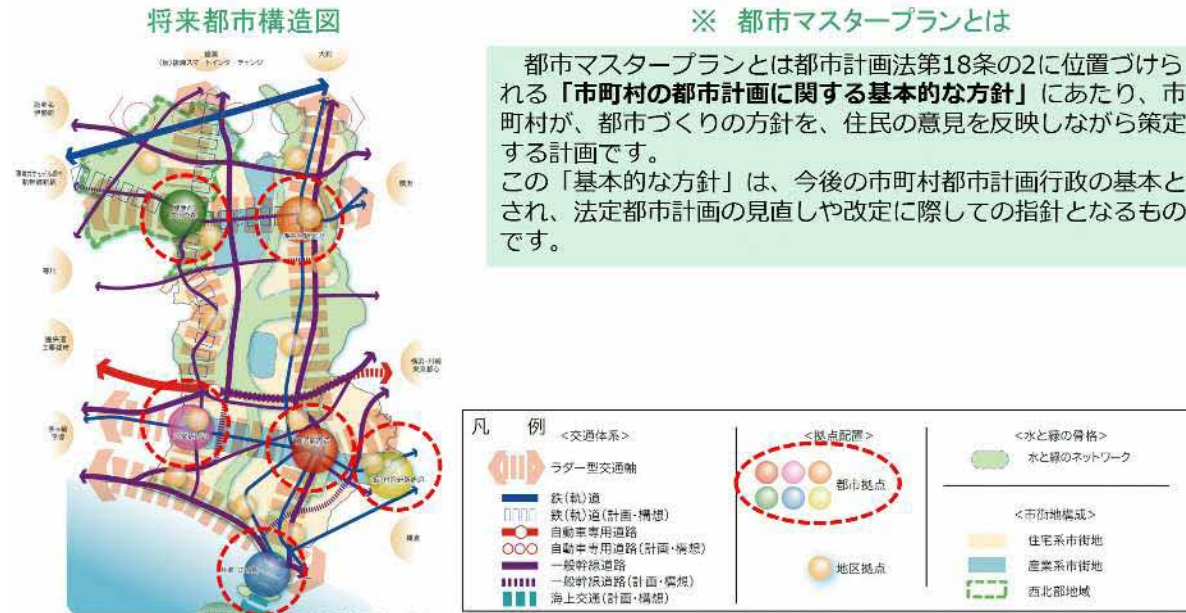 将来都市構造図
※ 都市マスタープランとは
都市マスタープランとは都市計画法第18条の2に位置づけら
れる「市町村の都市計画に関する基本的な方針」にあたり、市
町村が、都市づくりの方針を、住民の意見を反映しながら策定
する計画です。
この「基本的な方針」は、今後の市町村都市計画行政の基本と
され、法定都市計画の見直しや改定に際しての指針となるもの
です。
横浜
寒川
鎌倉
凡 例
<交通体系>
ラダー型交通軸
鉄(軌)道
鉄(軌)道(計画・構想)
自動車専用道路
自動車専用道路(計画・構想)
一般幹線道路
一般幹線道路(計画・構想)
海上交通(計画・構想)
<拠点配置>
都市拠点
地区拠点
<水と緑の骨格>
水と緑のネットワーク
<市街地構成>
住宅系市街地
産業系市街地
西北部地域